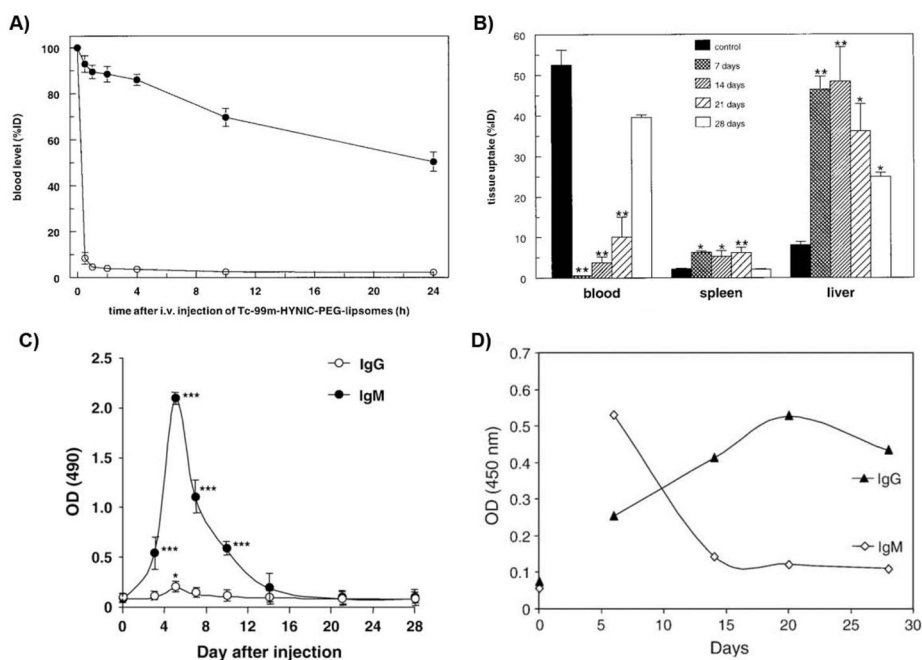 A)
100
80
60
40
20
0
blood level (%ID)
0 4 8 12 16 20 24
time after i.v. injection of Tc-99m-HYNIC-PEG-lipsomes (h)
B)
60
50
40
30
20
10
0
tissue uptake (%ID)
control
7 days
14 days
21 days
28 days
** ** **
* * **
** ** * *
blood spleen liver
C)
2.5
2.0
1.5
1.0
0.5
0
OD (490)
IgG
IgM
***
***
***
***
*
0 4 8 12 16 20 24 28
Day after injection
D)
0.7
0.6
0.5
0.4
0.3
0.2
0.1
0
OD (450 nm)
IgG
IgM
0 5 10 15 20 25 30
Days